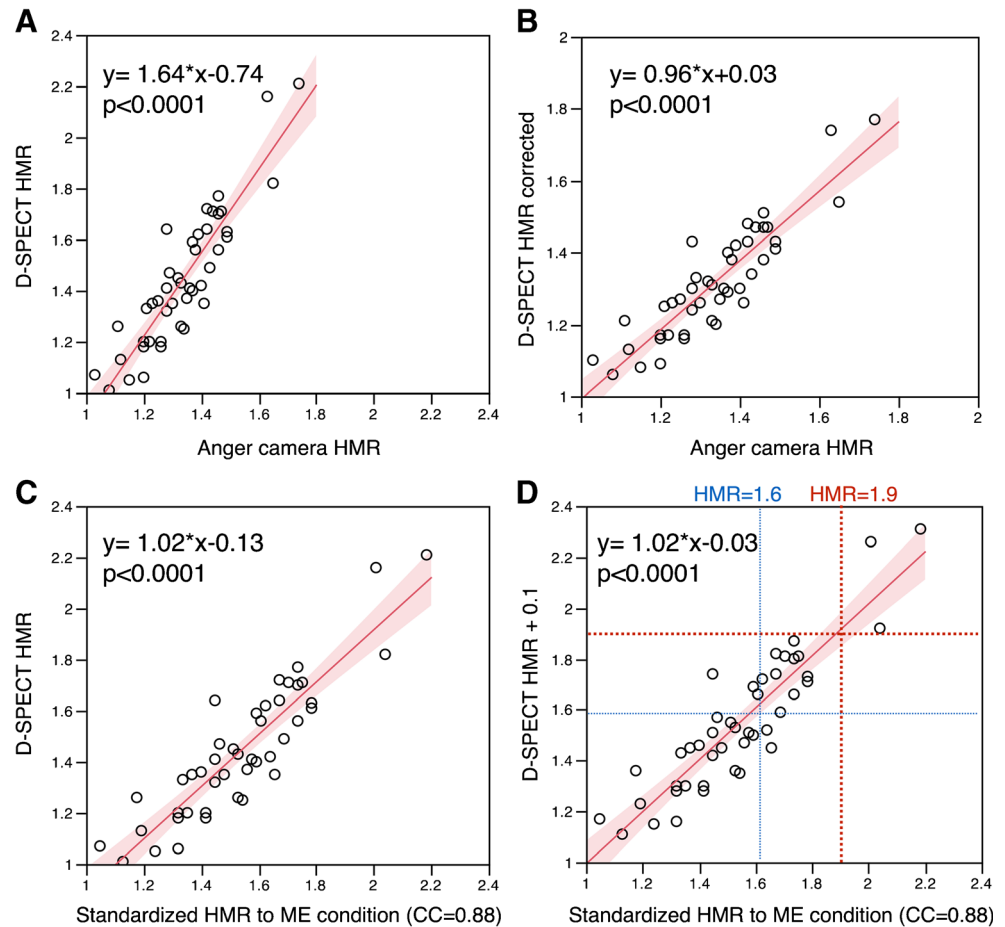 A
2.4
2.2
2
1.8
1.6
1.4
1.2
1
D-SPECT HMR
y= 1.64*x-0.74
p<0.0001
1 1.2 1.4 1.6 1.8 2 2.2 2.4
Anger camera HMR
B
2
1.8
1.6
1.4
1.2
1
D-SPECT HMR corrected
y= 0.96*x+0.03
p<0.0001
1 1.2 1.4 1.6 1.8 2
Anger camera HMR
C
2.4
2.2
2
1.8
1.6
1.4
1.2
1
D-SPECT HMR
y= 1.02*x-0.13
p<0.0001
1 1.2 1.4 1.6 1.8 2 2.2 2.4
Standardized HMR to ME condition (CC=0.88)
D
HMR=1.6 HMR=1.9
2.4
2.2
2
1.8
1.6
1.4
1.2
1
D-SPECT HMR + 0.1
y= 1.02*x-0.03
p<0.0001
1 1.2 1.4 1.6 1.8 2 2.2 2.4
Standardized HMR to ME condition (CC=0.88)